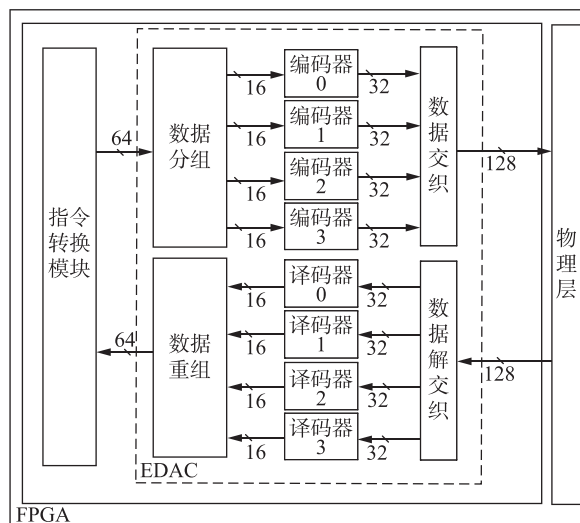 指令
转换
模块
64
数据
分组
16
编码器
0
32
16
编码器
1
32
16
编码器
2
32
16
编码器
3
32
数据交织
128
物理层
64
数据
重组
16
译码器
0
32
16
译码器
1
32
16
译码器
2
32
16
译码器
3
32
数据解交织
128
EDAC
FPGA